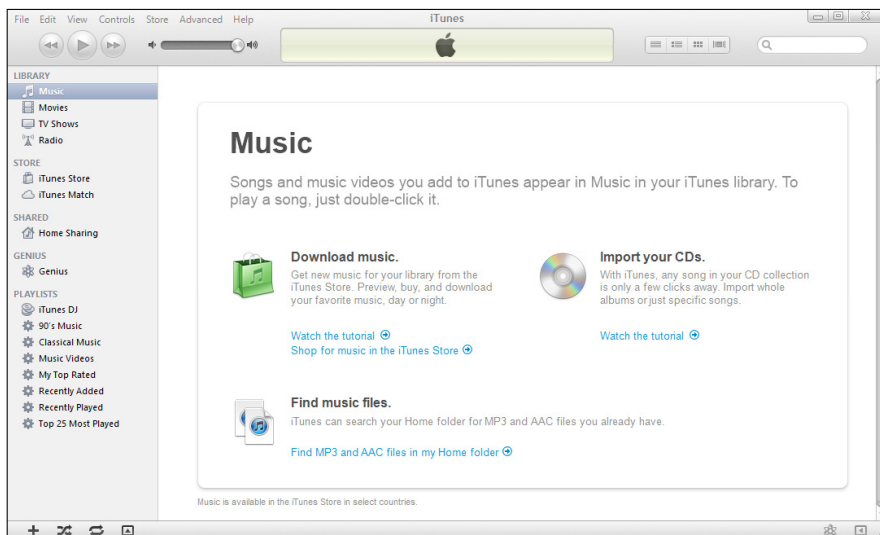 File Edit View Controls Store Advanced Help
iTunes
LIBRARY
Music
Movies
TV Shows
Radio
STORE
iTunes Store
iTunes Match
SHARED
Home Sharing
GENIUS
Genius
PLAYLISTS
iTunes DJ
90's Music
Classical Music
Music Videos
My Top Rated
Recently Added
Recently Played
Top 25 Most Played
Music
Songs and music videos you add to iTunes appear in Music in your iTunes library. To
play a song, just double-click it.
Download music.
Get new music for your library from the
iTunes Store. Preview, buy, and download
your favorite music, day or night.
Watch the tutorial
Shop for music in the iTunes Store
Import your CDs.
With iTunes, any song in your CD collection
is only a few clicks away. Import whole
albums or just specific songs.
Watch the tutorial
Find music files.
iTunes can search your Home folder for MP3 and AAC files you already have.
Find MP3 and AAC files in my Home folder
Music is available in the iTunes Store in select countries.